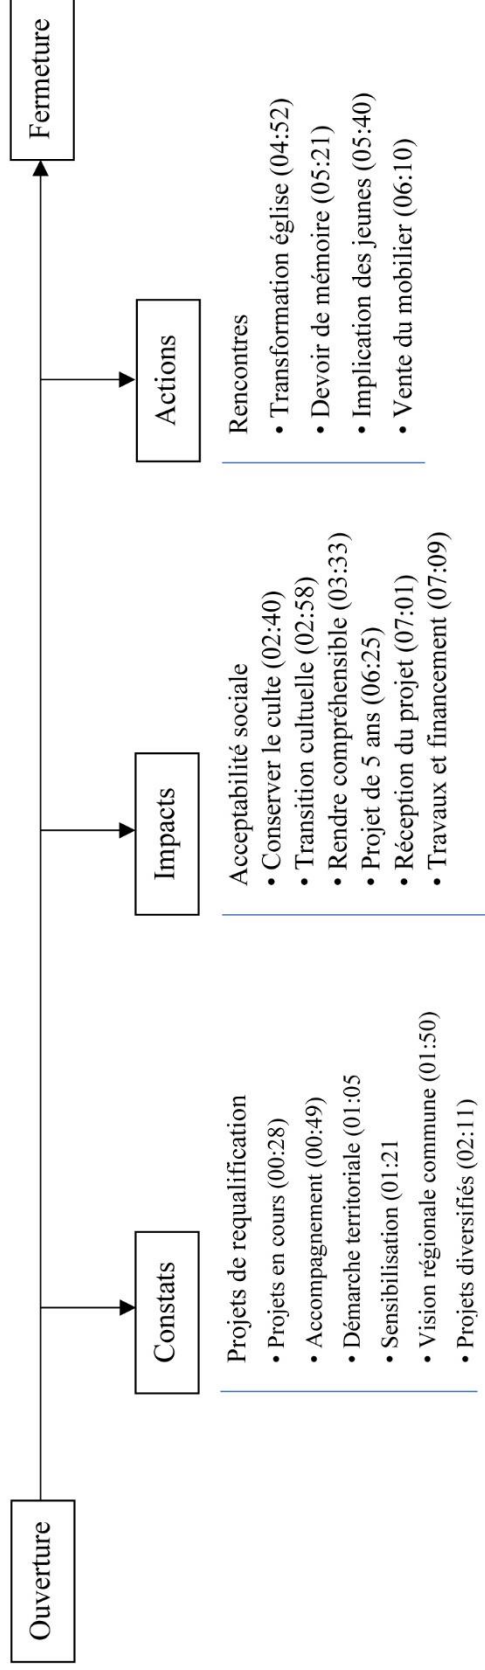 Ouverture
Fermeture
Constats
Projets de requalification
• Projets en cours (00:28)
• Accompagnement (00:49)
• Démarche territoriale (01:05
• Sensibilisation (01:21
• Vision régionale commune (01:50)
• Projets diversifiés (02:11)
Impacts
Acceptabilité sociale
• Conserver le culte (02:40)
• Transition cultuelle (02:58)
• Rendre compréhensible (03:33)
• Projet de 5 ans (06:25)
• Réception du projet (07:01)
• Travaux et financement (07:09)
Actions
Rencontres
• Transformation église (04:52)
• Devoir de mémoire (05:21)
• Implication des jeunes (05:40)
• Vente du mobilier (06:10)